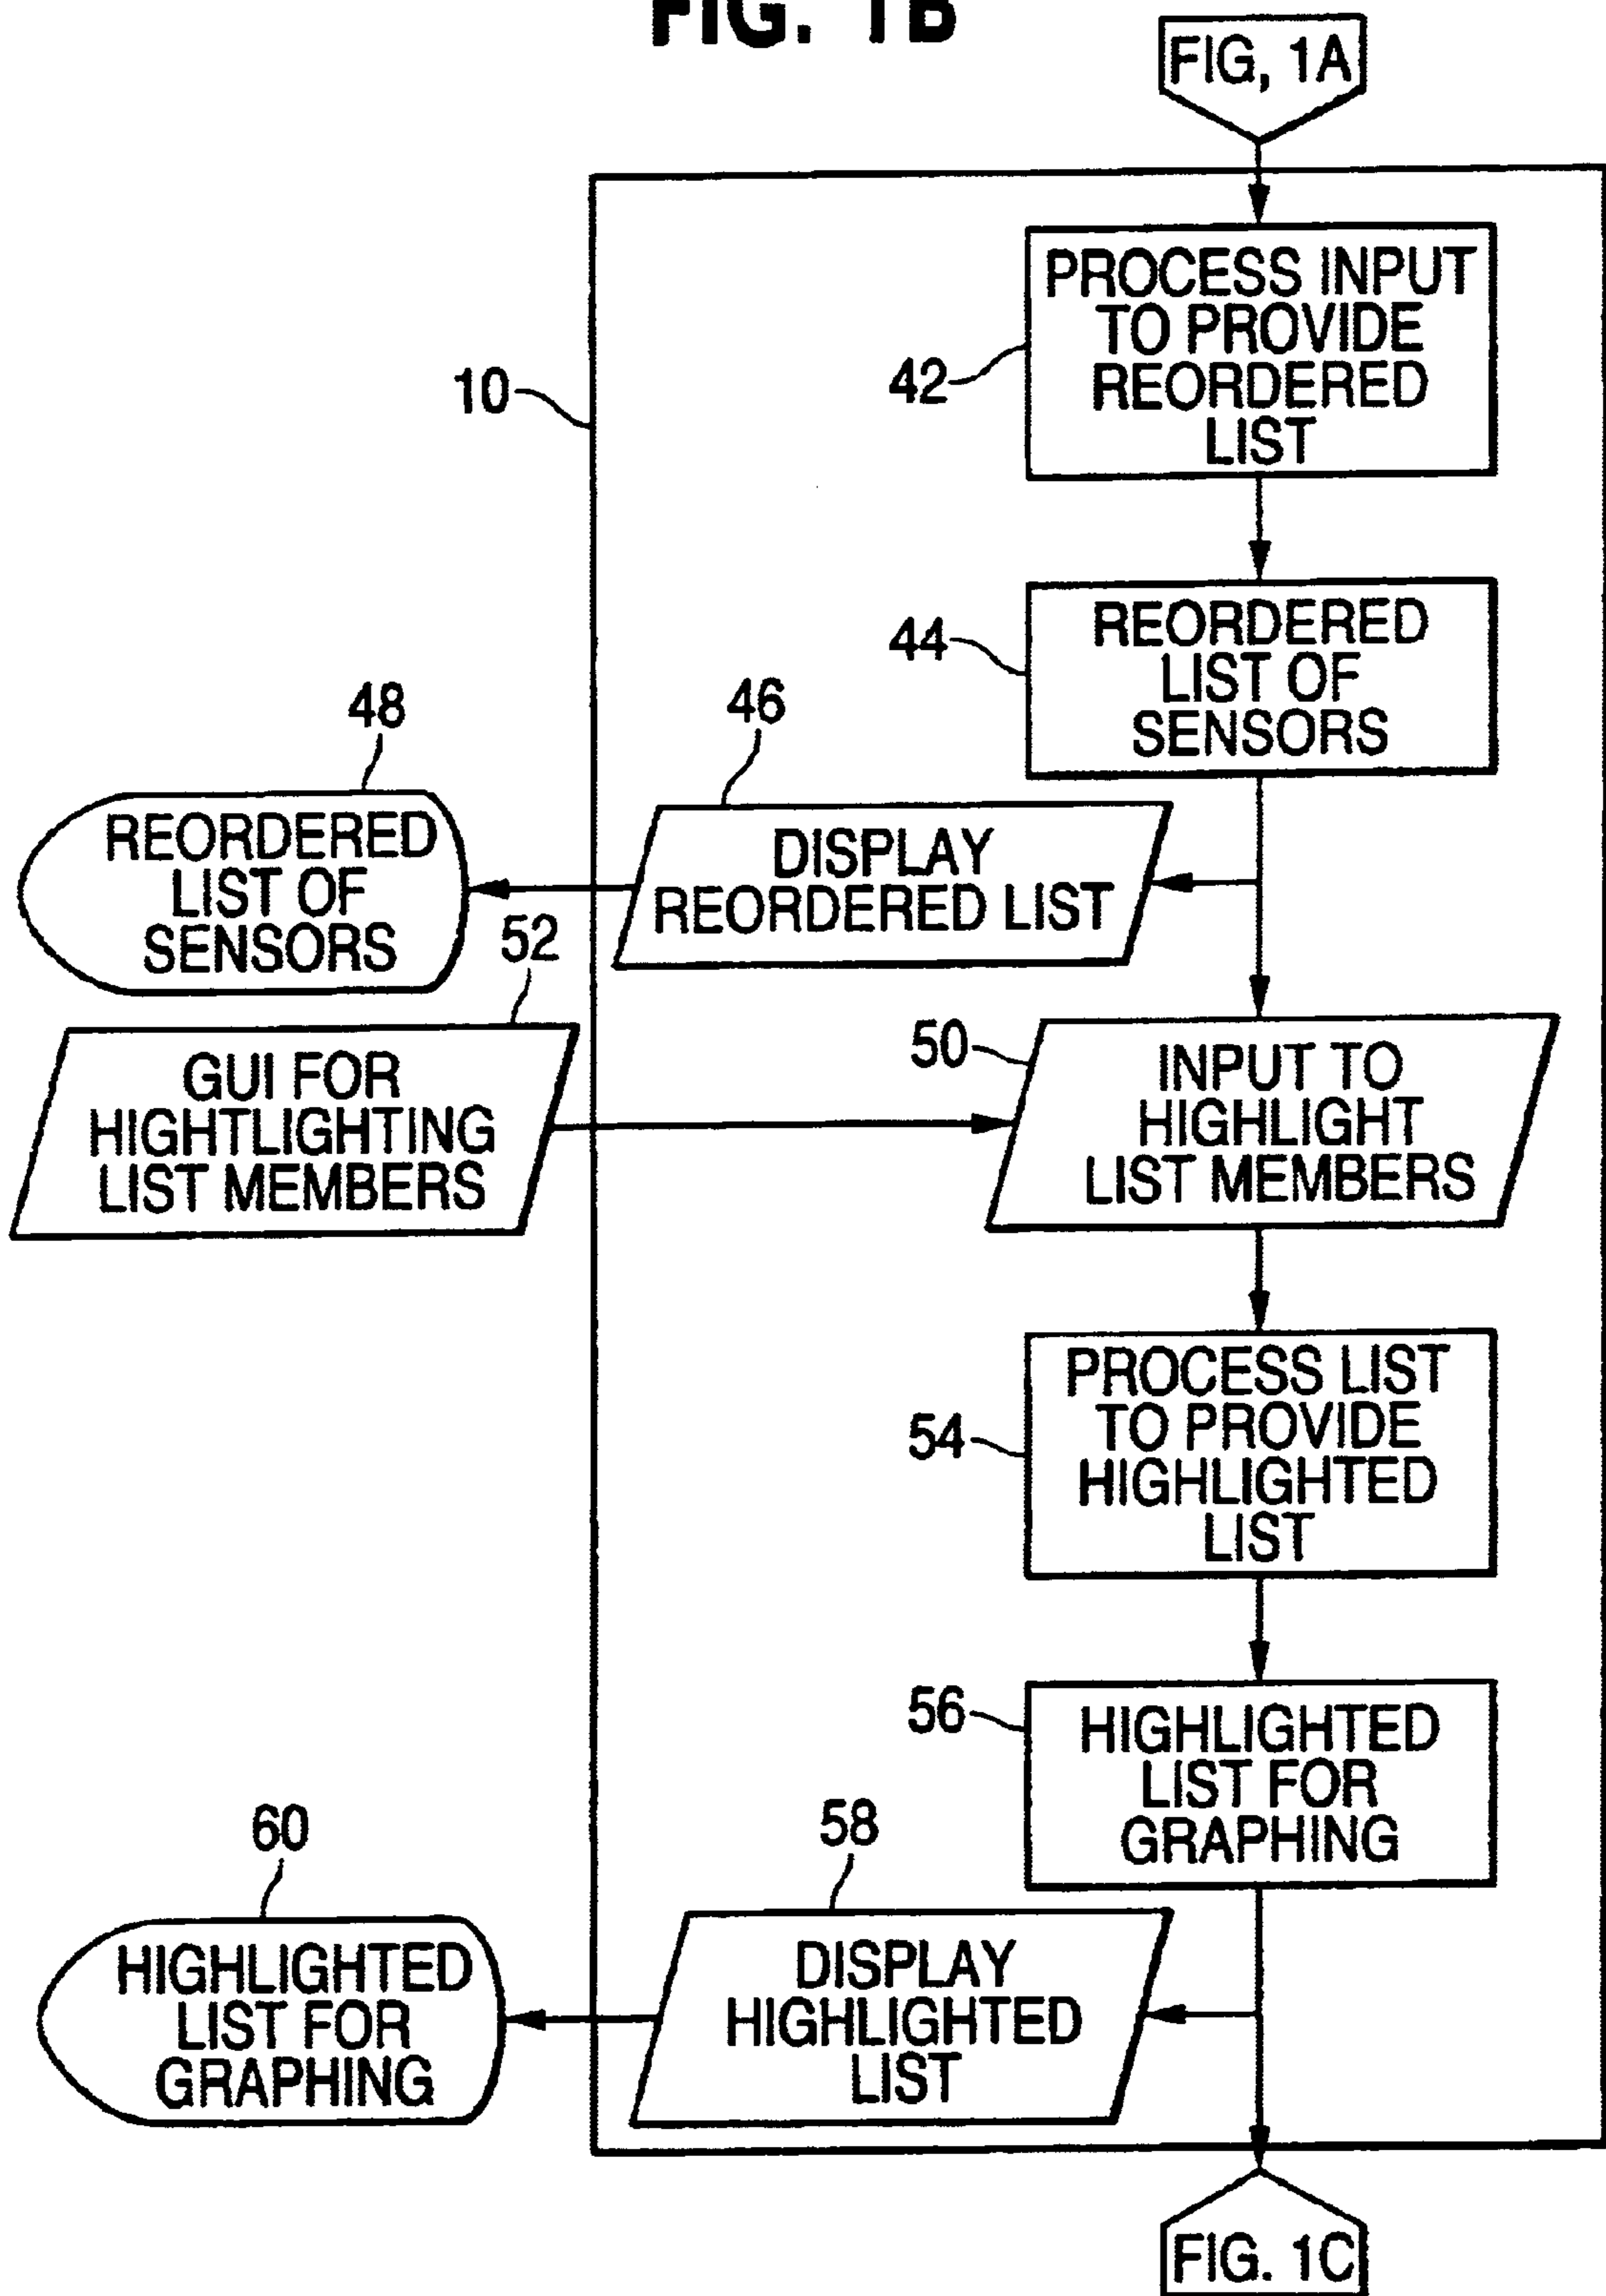 FIG. 1B
FIG, 1A
PROCESS INPUT
TO PROVIDE
REORDERED
LIST
42
10
REORDERED
LIST OF
SENSORS
44
46
48
DISPLAY
REORDERED LIST
REORDERED
LIST OF
SENSORS
52
GUI FOR
HIGHTLIGHTING
LIST MEMBERS
50
INPUT TO
HIGHLIGHT
LIST MEMBERS
PROCESS LIST
TO PROVIDE
HIGHLIGHTED
LIST
54
56
HIGHLIGHTED
LIST FOR
GRAPHING
58
60
DISPLAY
HIGHLIGHTED
LIST
HIGHLIGHTED
LIST FOR
GRAPHING
FIG. 1C